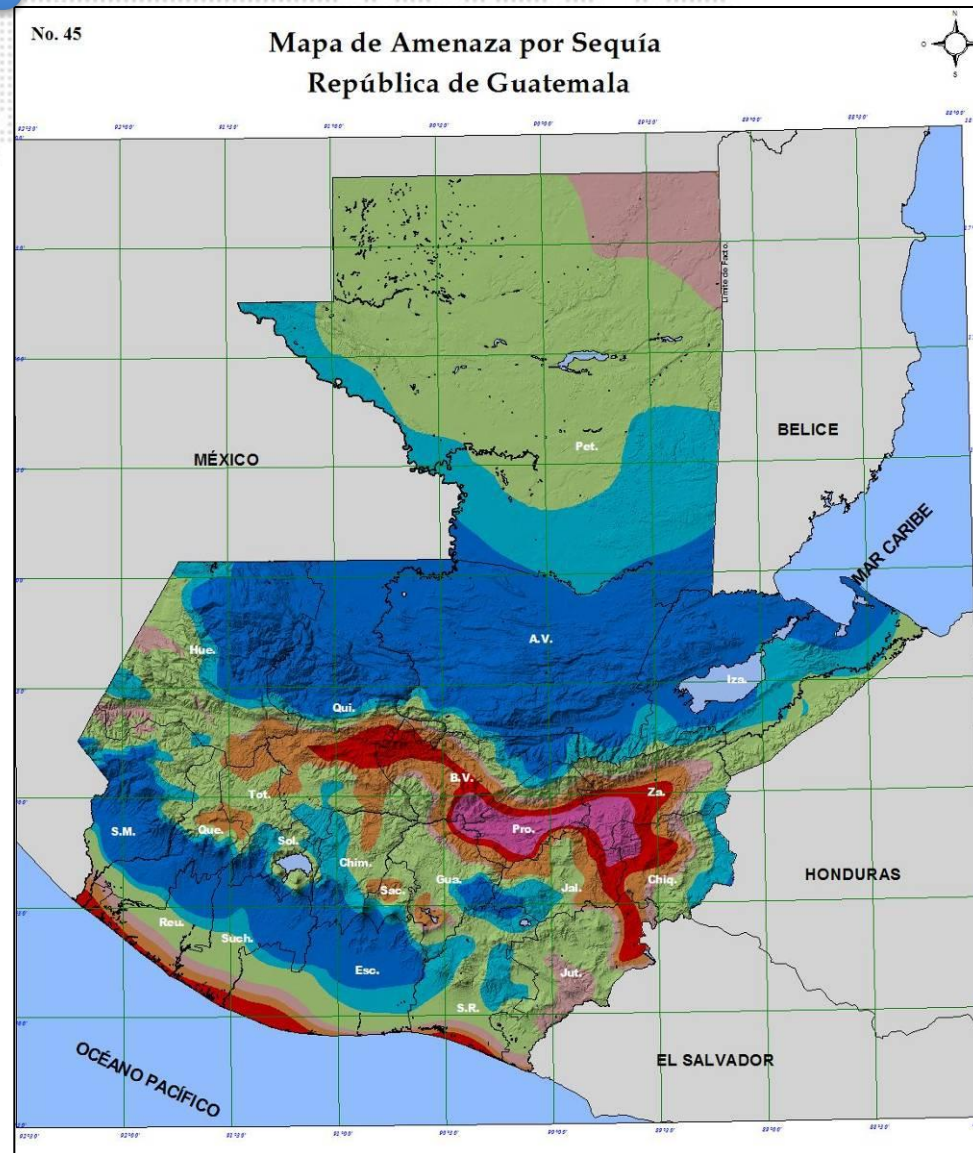 No. 45
Mapa de Amenaza por Sequía
República de Guatemala
N
O
S
Límite de Facto.
BELICE
MÉXICO
Pet.
MAR CARIBE
A.V.
Hue.
Iza.
Qui.
B.V.
Za.
Tot.
S.M.
Que.
Pro.
Sol.
Chim.
Gua.
HONDURAS
Sac.
Jal.
Chiq.
Reu.
Such.
Esc.
Jut.
S.R.
OCÉANO PACÍFICO
EL SALVADOR